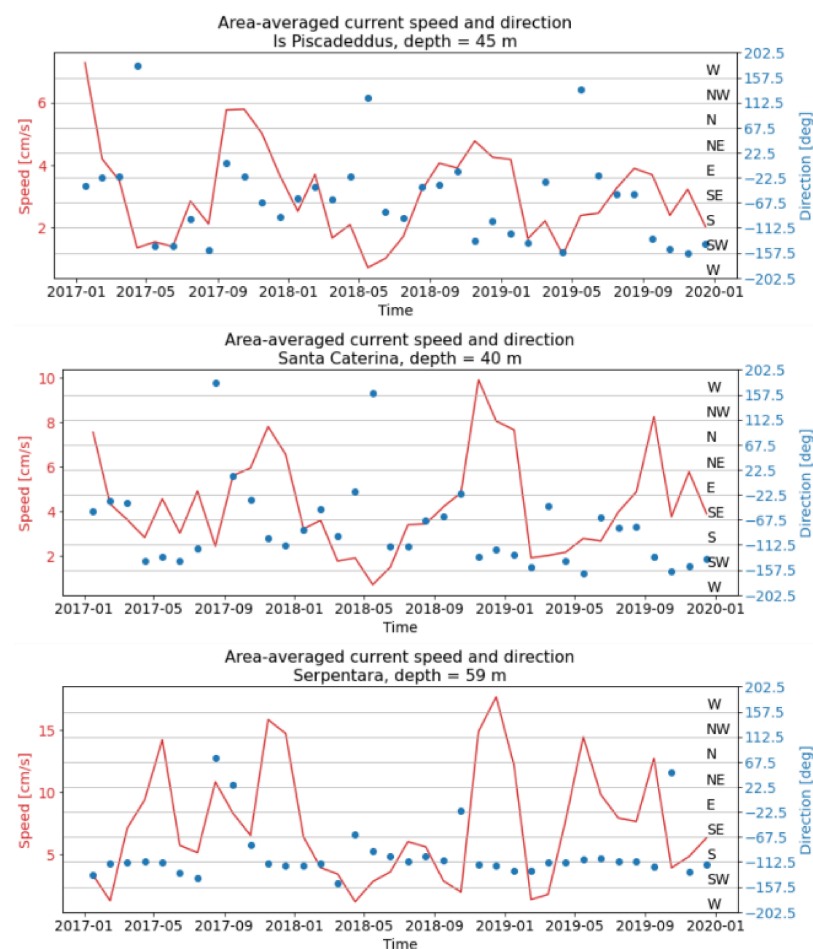 Area-averaged current speed and direction
Is Piscadeddus, depth = 45 m
202.5
W
157.5
NW
6
112.5
N
67.5
NE
22.5
4
E
−22.5
SE
−67.5
S
2
−112.5
SW
−157.5
W
−202.5
Speed [cm/s]
Direction [deg]
2017-01 2017-05 2017-09 2018-01 2018-05 2018-09 2019-01 2019-05 2019-09 2020-01
Time
Area-averaged current speed and direction
Santa Caterina, depth = 40 m
10
202.5
W
157.5
NW
8
112.5
N
67.5
6
NE
22.5
E
−22.5
4
SE
−67.5
S
−112.5
2
SW
−157.5
W
−202.5
Speed [cm/s]
Direction [deg]
2017-01 2017-05 2017-09 2018-01 2018-05 2018-09 2019-01 2019-05 2019-09 2020-01
Time
Area-averaged current speed and direction
Serpentara, depth = 59 m
202.5
W
157.5
15
NW
112.5
N
67.5
NE
10
22.5
E
−22.5
SE
−67.5
5
S
−112.5
SW
−157.5
W
−202.5
Speed [cm/s]
Direction [deg]
2017-01 2017-05 2017-09 2018-01 2018-05 2018-09 2019-01 2019-05 2019-09 2020-01
Time